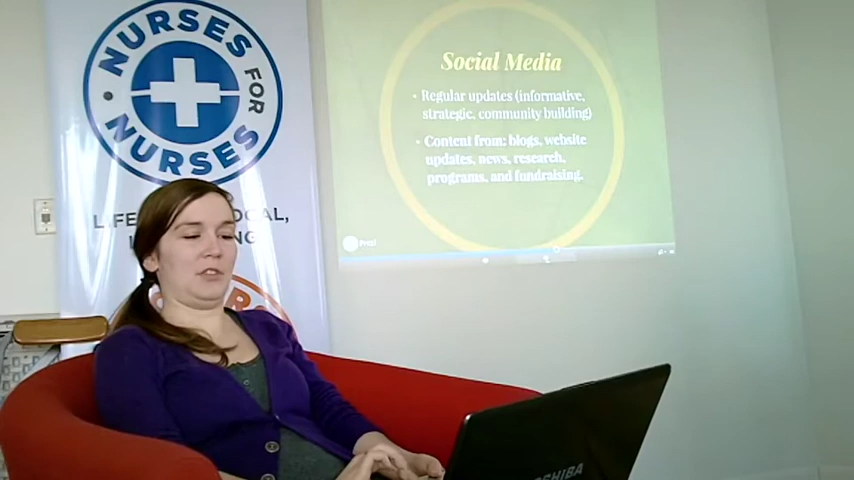 NURSES
FOR
NURSES
Social Media
• Regular updates (informative,
strategic, community building)
• Content from: blogs, website
updates, news, research,
programs, and fundraising.
Prezi
TOSHIBA